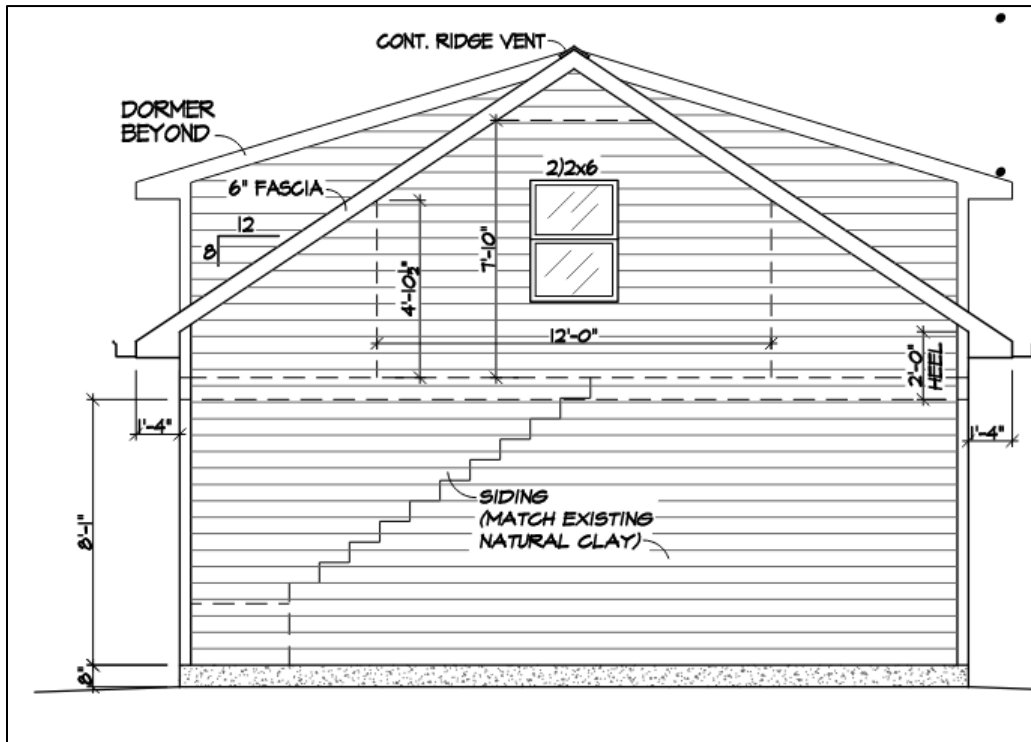 CONT. RIDGE VENT
DORMER
BEYOND
2)2x6
6" FASCIA
12
8
4'-10½"
7'-10"
12'-0"
2'-0"
HEEL
1'-4"
1'-4"
8'-1"
SIDING
(MATCH EXISTING
NATURAL CLAY)
8"